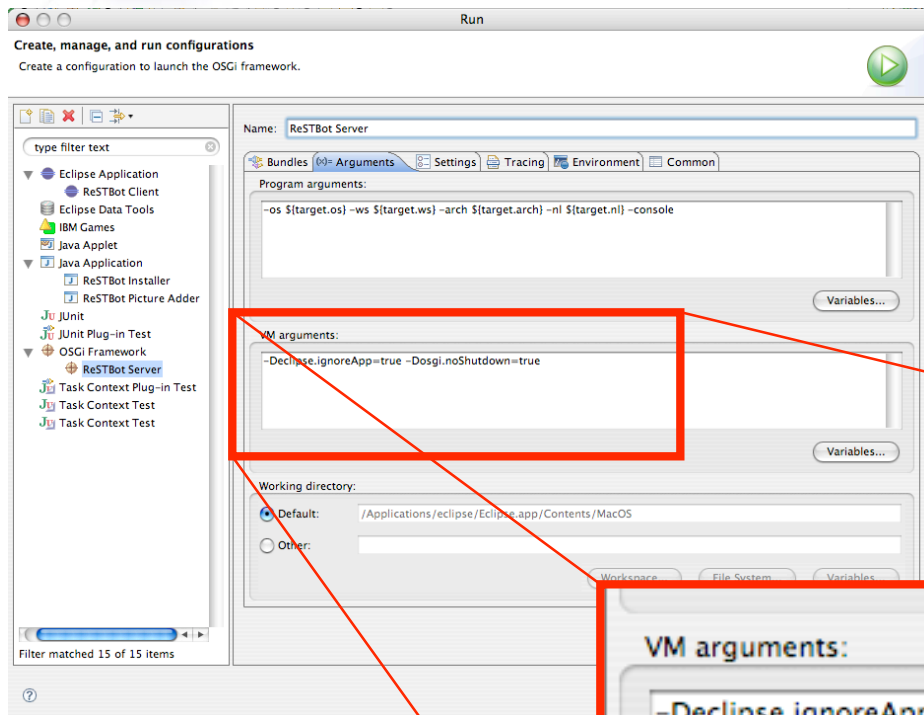 Run
Create, manage, and run configurations
Create a configuration to launch the OSGi framework.
type filter text
Eclipse Application
ReSTBot Client
Eclipse Data Tools
IBM Games
Java Applet
Java Application
ReSTBot Installer
ReSTBot Picture Adder
JUnit
JUnit Plug-in Test
OSGi Framework
ReSTBot Server
Task Context Plug-in Test
Task Context Test
Task Context Test
Filter matched 15 of 15 items
Name: ReSTBot Server
Bundles (x)= Arguments Settings Tracing Environment Common
Program arguments:
-os ${target.os} -ws ${target.ws} -arch ${target.arch} -nl ${target.nl} -console
Variables...
VM arguments:
-Declipse.ignoreApp=true -Dosgi.noShutdown=true
Variables...
Working directory:
Default: /Applications/eclipse/Eclipse.app/Contents/MacOS
Other:
Workspace... File System... Variables...
VM arguments:
-Declipse.ignoreApp